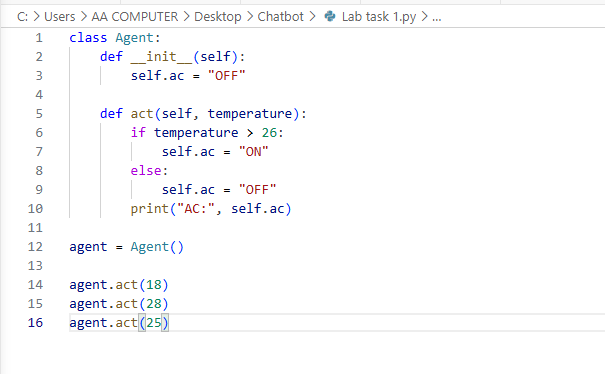 C: > Users > AA COMPUTER > Desktop > Chatbot > Lab task 1.py > ...
1 class Agent:
2     def __init__(self):
3         self.ac = "OFF"
4
5     def act(self, temperature):
6         if temperature > 26:
7             self.ac = "ON"
8         else:
9             self.ac = "OFF"
10         print("AC:", self.ac)
11
12 agent = Agent()
13
14 agent.act(18)
15 agent.act(28)
16 agent.act(25)